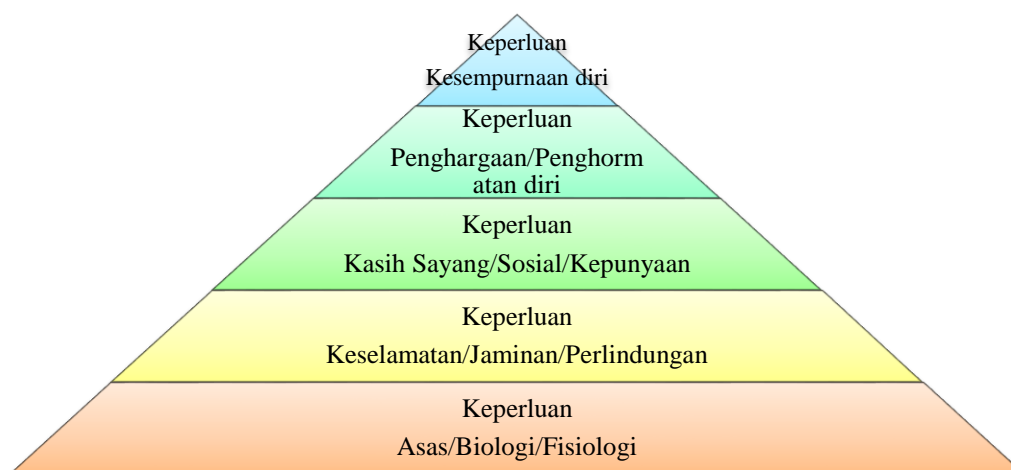 Keperluan
Kesempurnaan diri
Keperluan
Penghargaan/Penghorm
atan diri
Keperluan
Kasih Sayang/Sosial/Kepunyaan
Keperluan
Keselamatan/Jaminan/Perlindungan
Keperluan
Asas/Biologi/Fisiologi